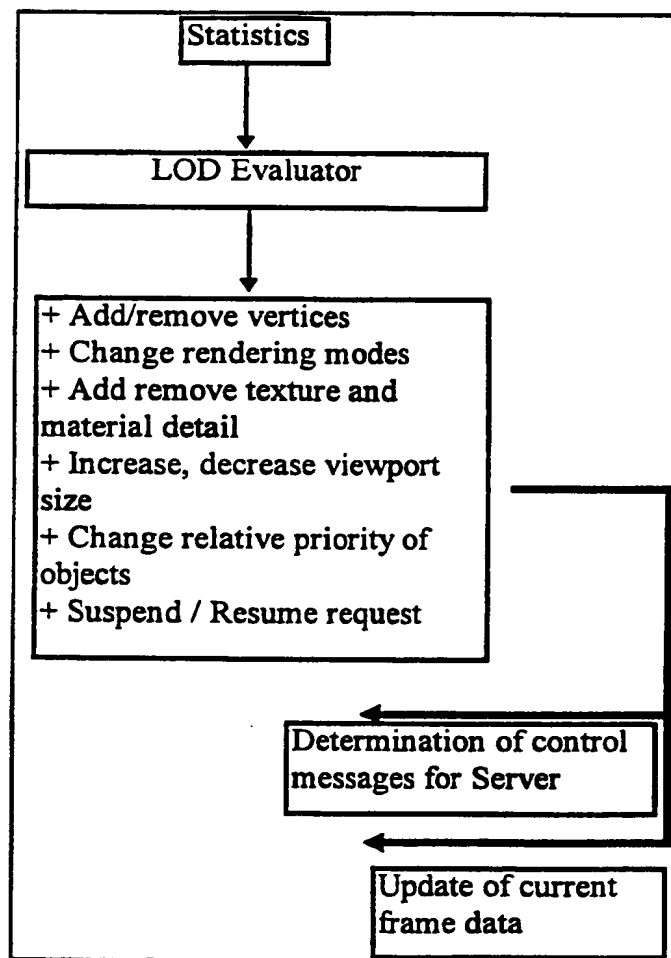 Statistics
LOD Evaluator
+ Add/remove vertices
+ Change rendering modes
+ Add remove texture and
material detail
+ Increase, decrease viewport
size
+ Change relative priority of
objects
+ Suspend / Resume request
Determination of control
messages for Server
Update of current
frame data